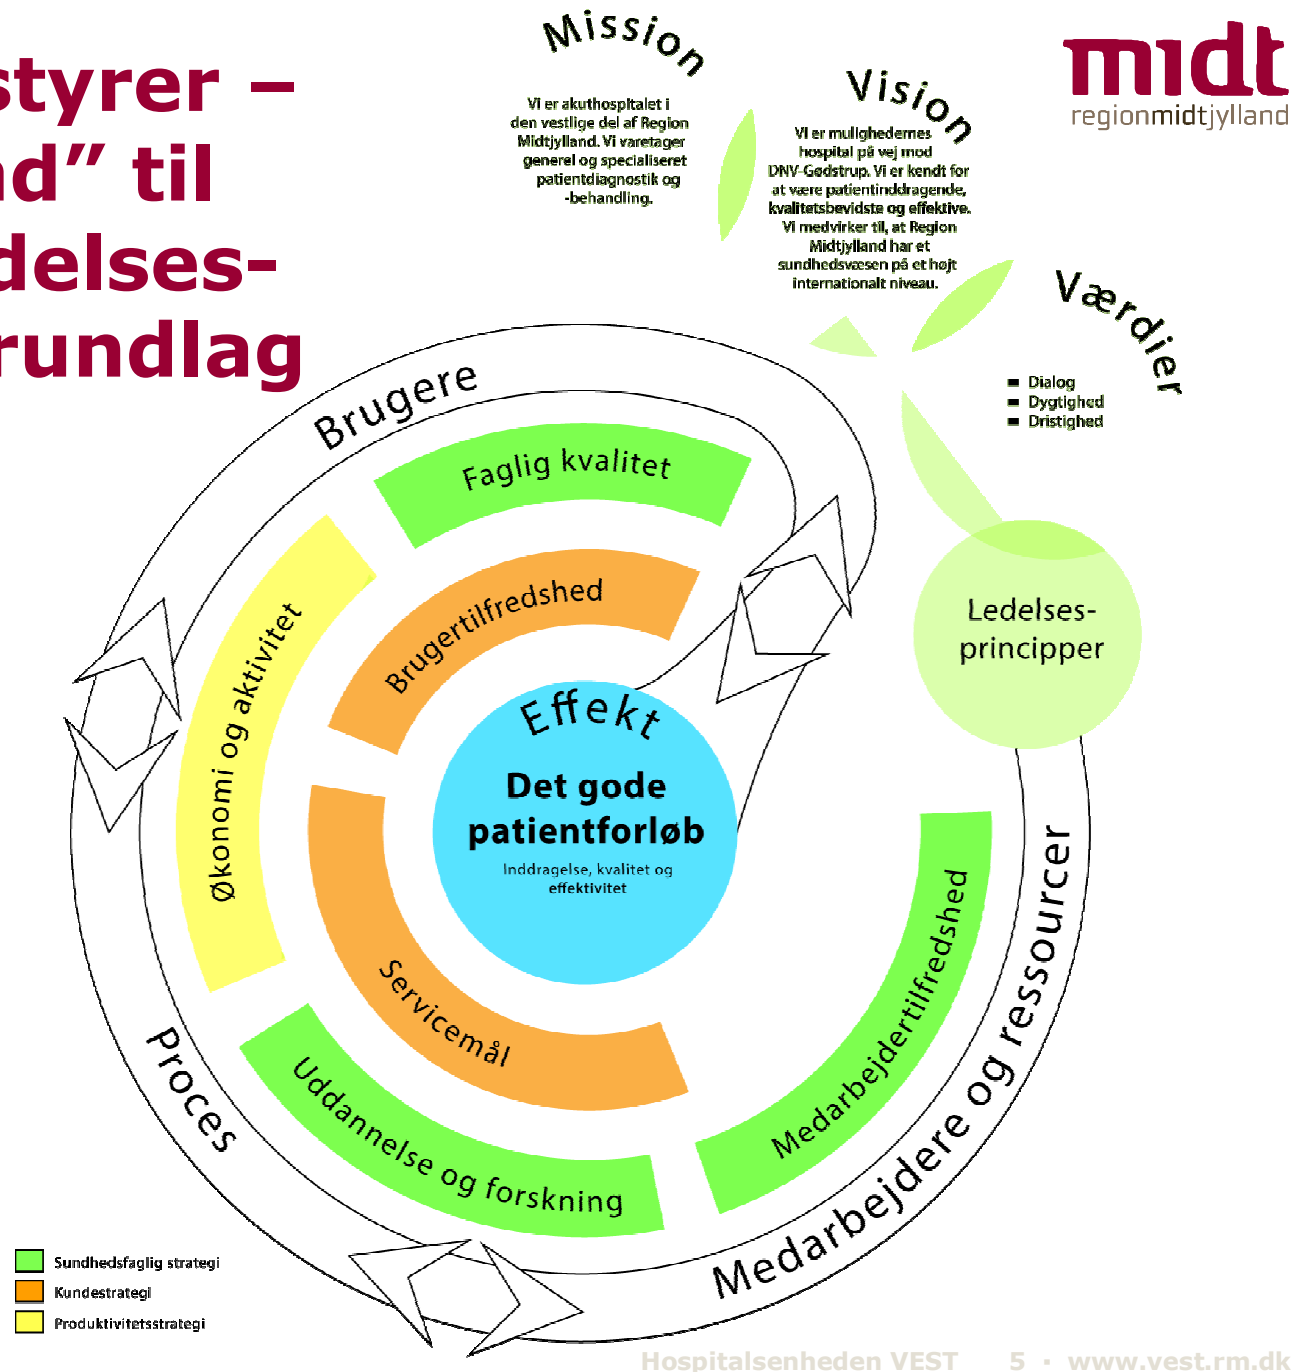 styrer –
d” til
delses-
rundlag
Mission
Vi er akuthospitalet i
den vestlige del af Region
Midtjylland. Vi varetager
generel og specialiseret
patientdiagnostik og
-behandling.
Vision
Vi er mulighedernes
hospital på vej mod
DNV-Gødstrup. Vi er kendt for
at være patientinddragende,
kvalitetsbevidste og effektive.
Vi medvirker til, at Region
Midtjylland har et
sundhedsvæsen på et højt
internationalt niveau.
midt
regionmidtjylland
Værdier
Dialog
Dygtighed
Dristighed
Ledelses-
principper
Brugere
Faglig kvalitet
Brugertilfredshed
Økonomi og aktivitet
Effekt
Det gode
patientforløb
Inddragelse, kvalitet og
effektivitet
Servicemål
Uddannelse og forskning
Medarbejdertilfredshed
Proces
Medarbejdere og ressourcer
Sundhedsfaglig strategi
Kundestrategi
Produktivitetsstrategi
Hospitalsenheden VEST 5 · www.vest.rm.dk